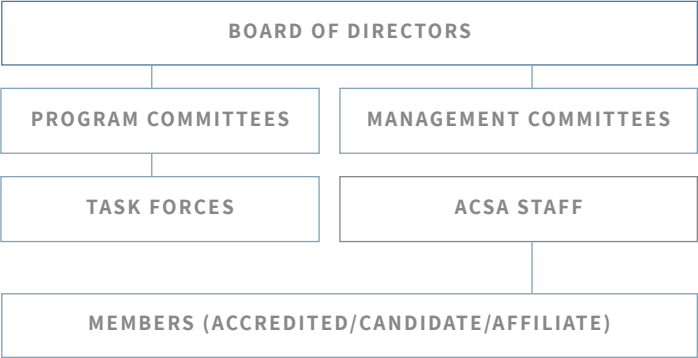 BOARD OF DIRECTORS
PROGRAM COMMITTEES
MANAGEMENT COMMITTEES
TASK FORCES
ACSA STAFF
MEMBERS (ACCREDITED/CANDIDATE/AFFILIATE)